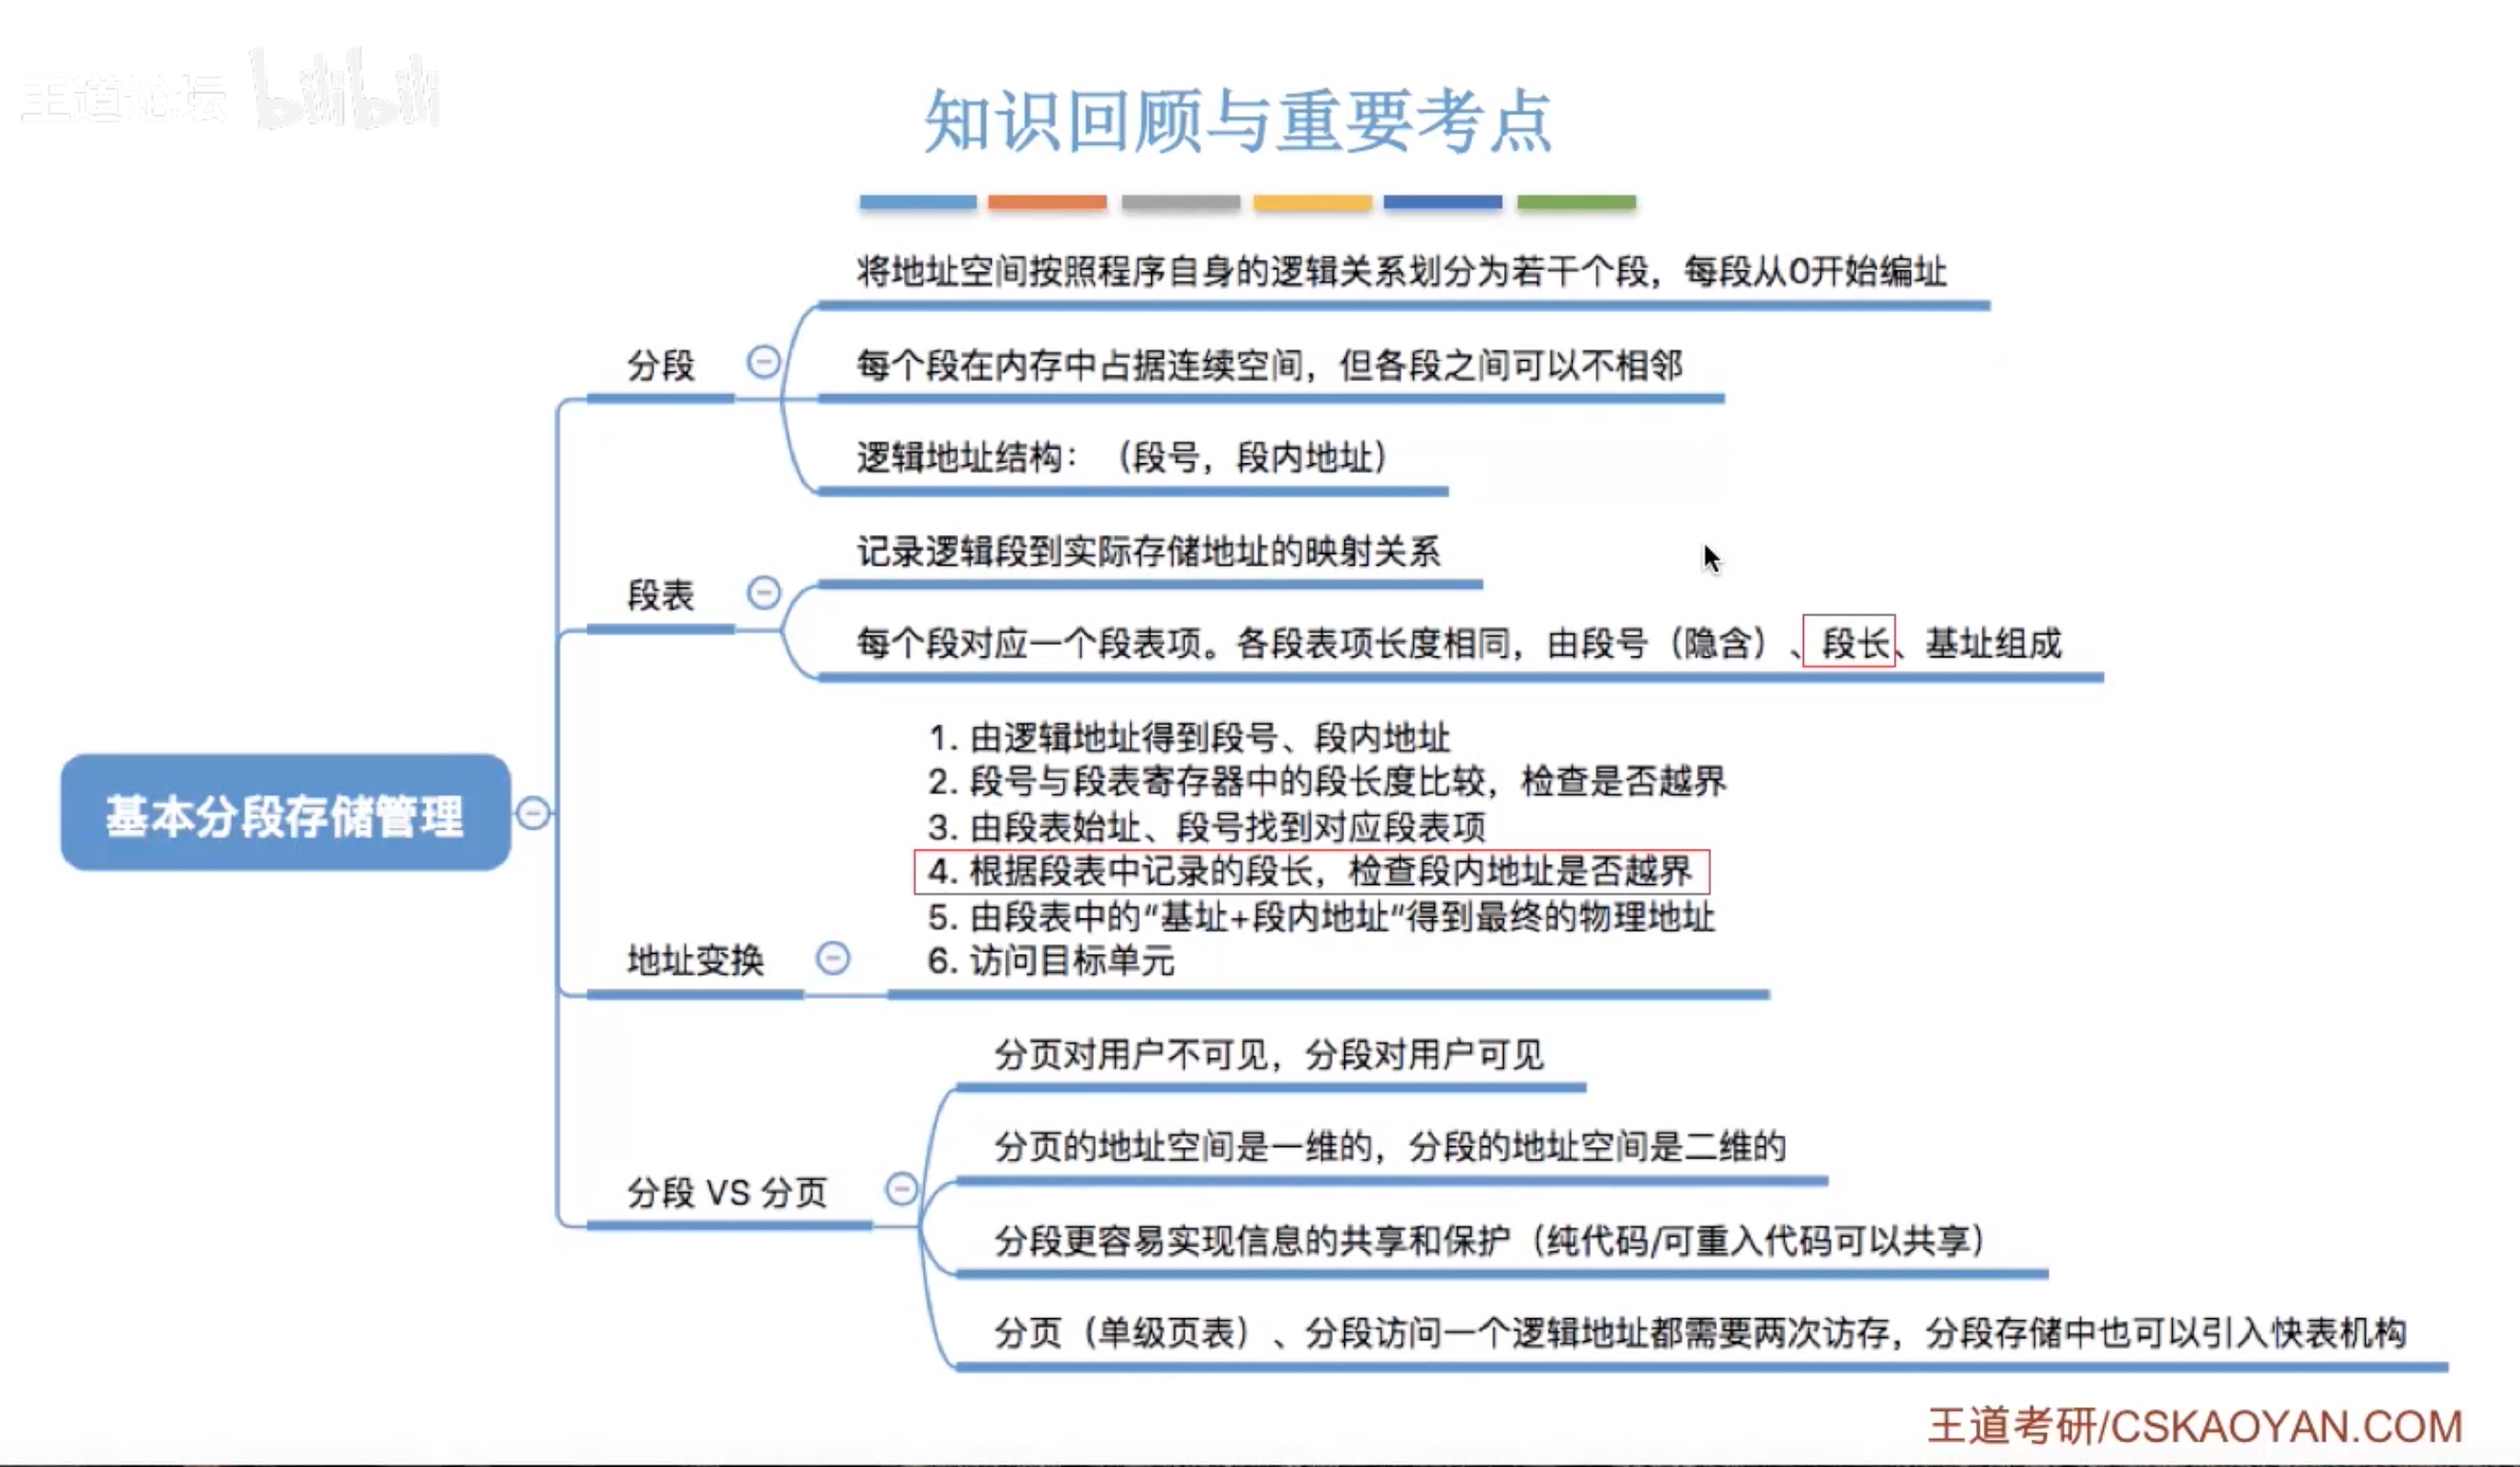 王道论坛 bilibili
知识回顾与重要考点
将地址空间按照程序自身的逻辑关系划分为若干个段，每段从0开始编址
分段
每个段在内存中占据连续空间，但各段之间可以不相邻
逻辑地址结构：（段号，段内地址）
记录逻辑段到实际存储地址的映射关系
段表
每个段对应一个段表项。各段表项长度相同，由段号（隐含）、段长、基址组成
基本分段存储管理
1. 由逻辑地址得到段号、段内地址
2. 段号与段表寄存器中的段长度比较，检查是否越界
3. 由段表始址、段号找到对应段表项
4. 根据段表中记录的段长，检查段内地址是否越界
5. 由段表中的“基址+段内地址”得到最终的物理地址
6. 访问目标单元
地址变换
分页对用户不可见，分段对用户可见
分页的地址空间是一维的，分段的地址空间是二维的
分段 VS 分页
分段更容易实现信息的共享和保护（纯代码/可重入代码可以共享）
分页（单级页表）、分段访问一个逻辑地址都需要两次访存，分段存储中也可以引入快表机构
王道考研/CSKAOYAN.COM